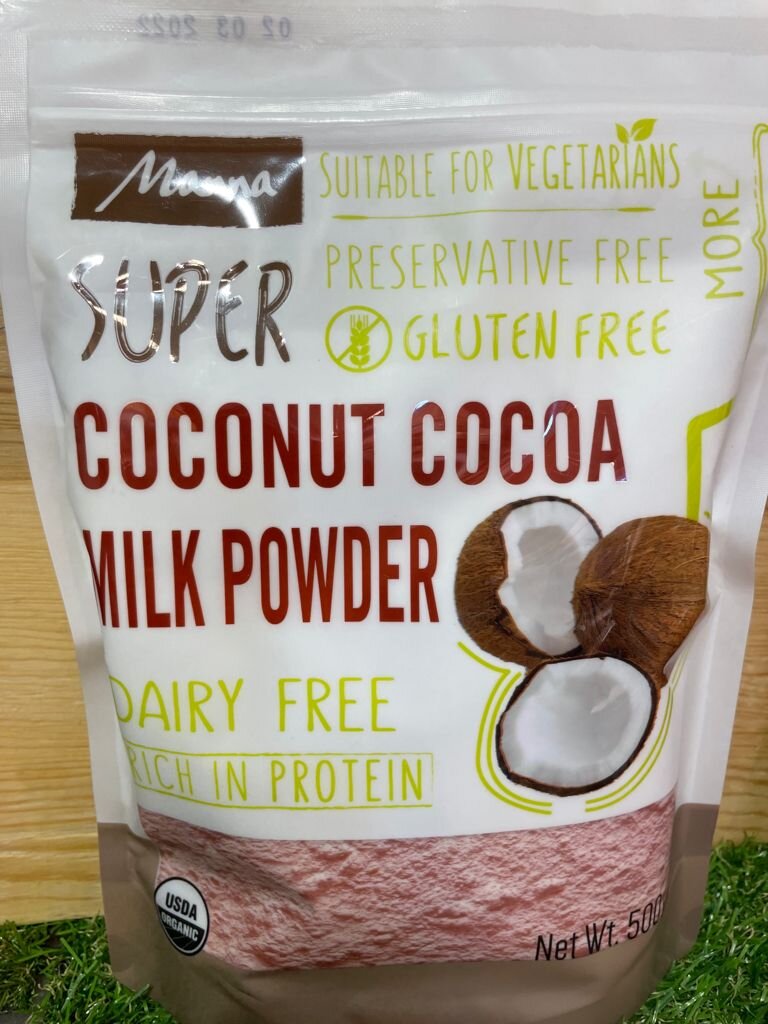 02 03 2022
Manna
SUITABLE FOR VEGETARIANS
SUPER
PRESERVATIVE FREE
GLUTEN FREE
MORE
COCONUT COCOA
MILK POWDER
DAIRY FREE
RICH IN PROTEIN
USDA
ORGANIC
Net Wt. 500